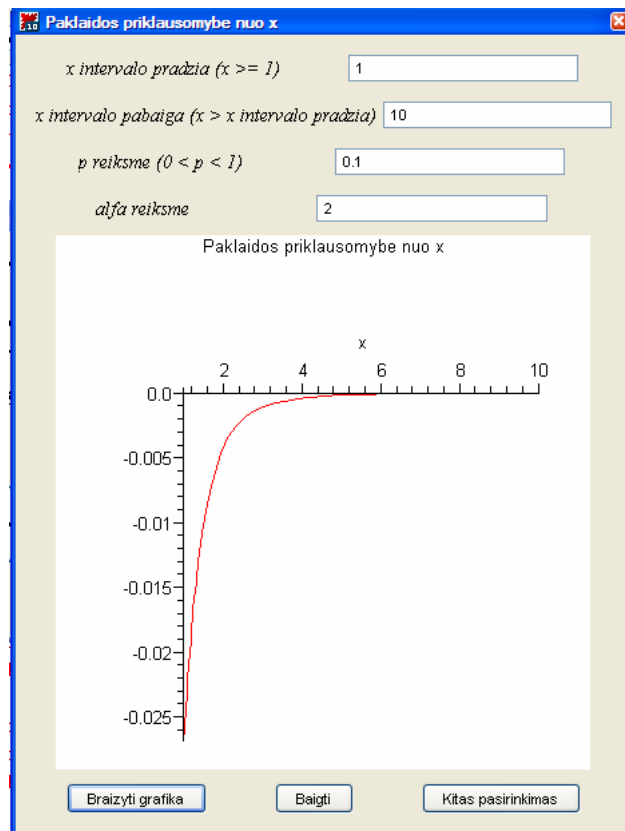 Paklaidos priklausomybe nuo x
x intervalo pradzia (x >= 1) 1
x intervalo pabaiga (x > x intervalo pradzia) 10
p reiksme (0 < p < 1) 0.1
alfa reiksme 2
Paklaidos priklausomybe nuo x
x
2 4 6 8 10
0.0
-0.005
-0.01
-0.015
-0.02
-0.025
Braizyti grafika Baigti Kitas pasirinkimas